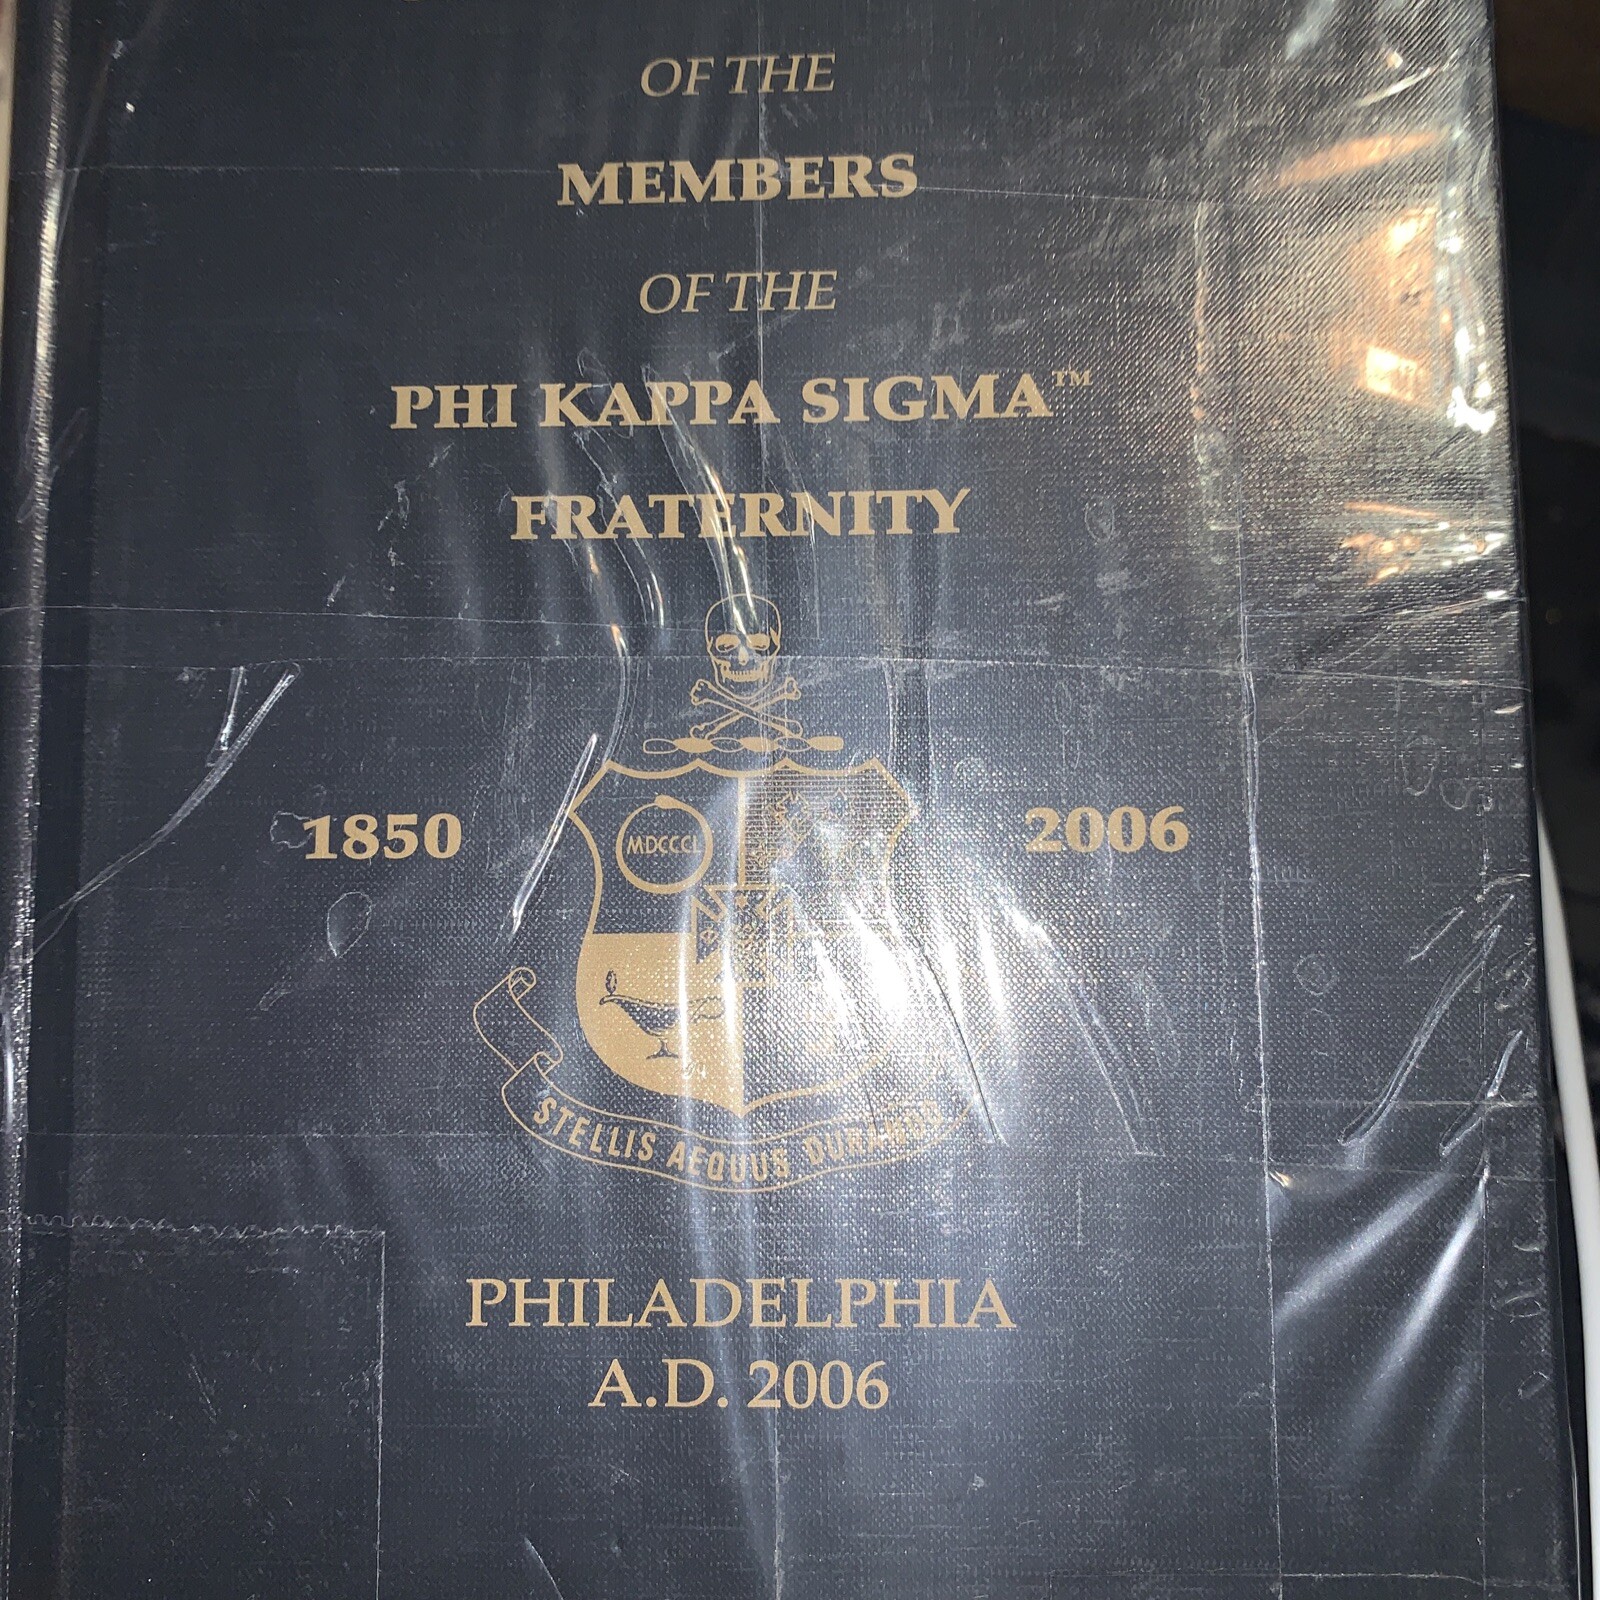 OF THE
MEMBERS
OF THE
PHI KAPPA SIGMA™
FRATERNITY
1850
2006
MDCCCL
STELLIS AEQUUS DURANDO
PHILADELPHIA
A.D. 2006